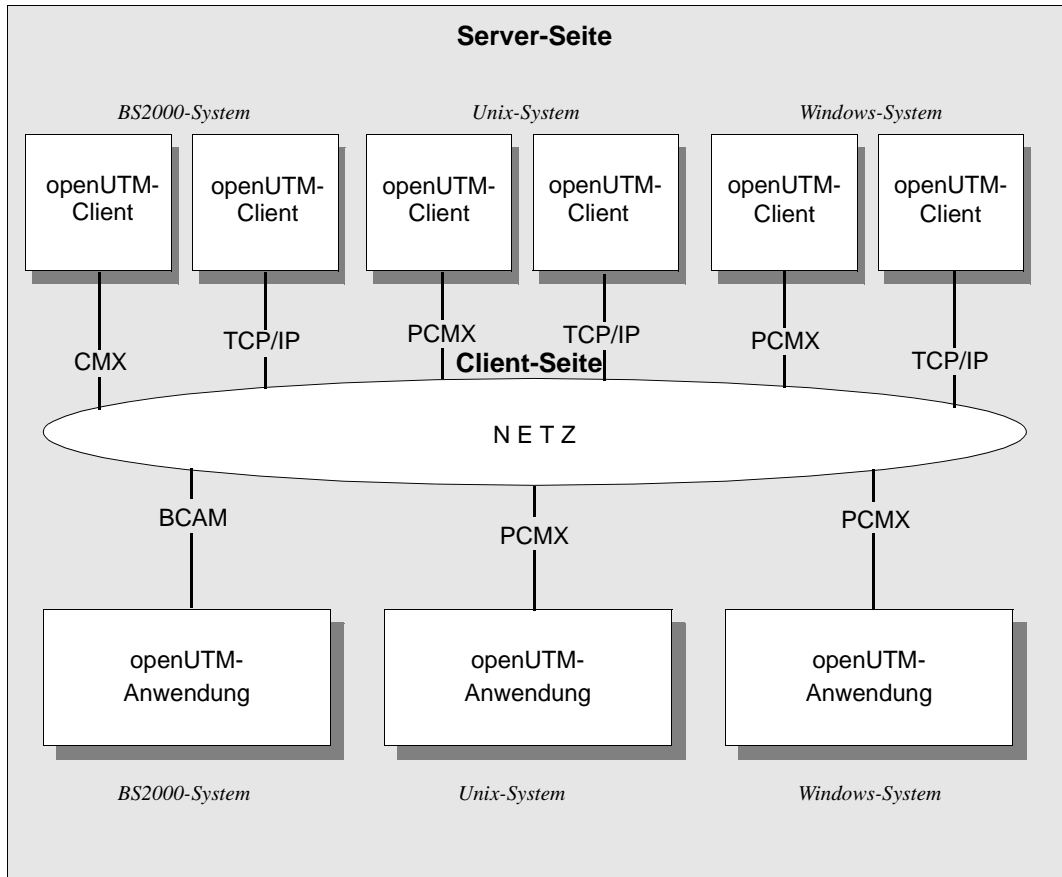 Server-Seite
BS2000-System
Unix-System
Windows-System
openUTM-
Client
openUTM-
Client
openUTM-
Client
openUTM-
Client
openUTM-
Client
openUTM-
Client
CMX
TCP/IP
PCMX
TCP/IP
PCMX
TCP/IP
Client-Seite
N E T Z
BCAM
PCMX
PCMX
openUTM-
Anwendung
openUTM-
Anwendung
openUTM-
Anwendung
BS2000-System
Unix-System
Windows-System